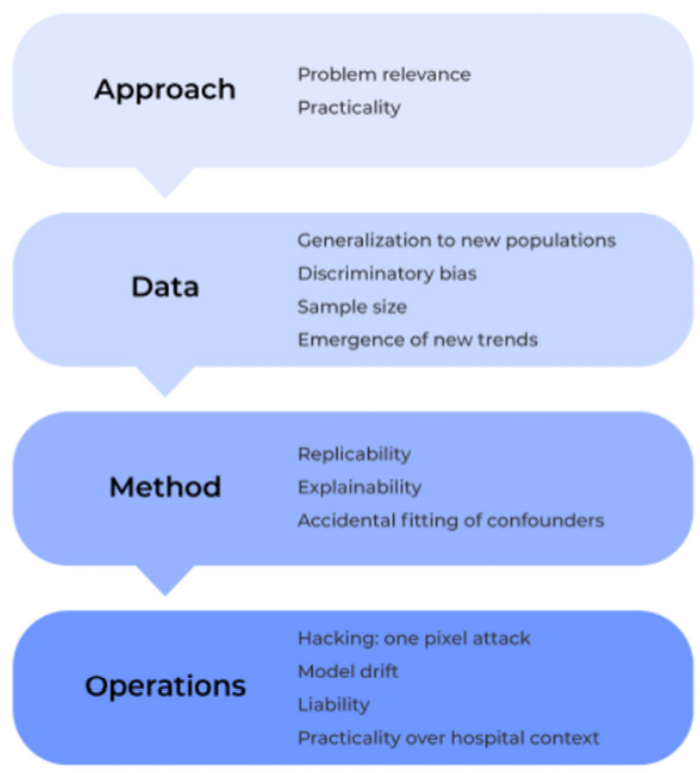 Approach
Problem relevance
Practicality
Data
Generalization to new populations
Discriminatory bias
Sample size
Emergence of new trends
Method
Replicability
Explainability
Accidental fitting of confounders
Operations
Hacking: one pixel attack
Model drift
Liability
Practicality over hospital context